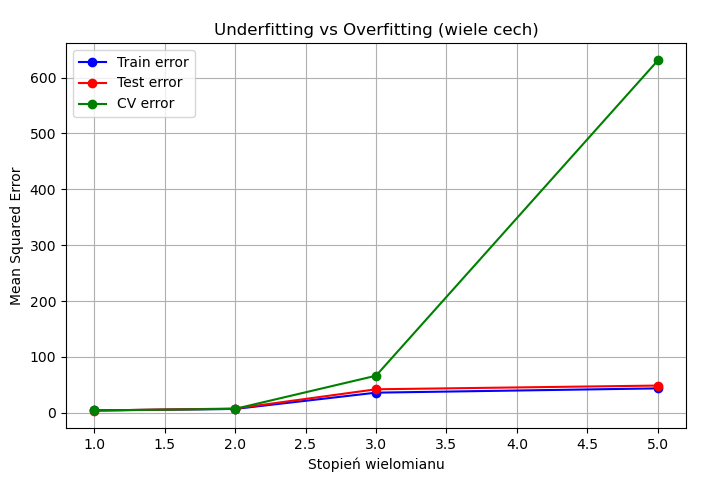 Underfitting vs Overfitting (wiele cech)
Train error
Test error
CV error
Mean Squared Error
600
500
400
300
200
100
0
1.0 1.5 2.0 2.5 3.0 3.5 4.0 4.5 5.0
Stopień wielomianu